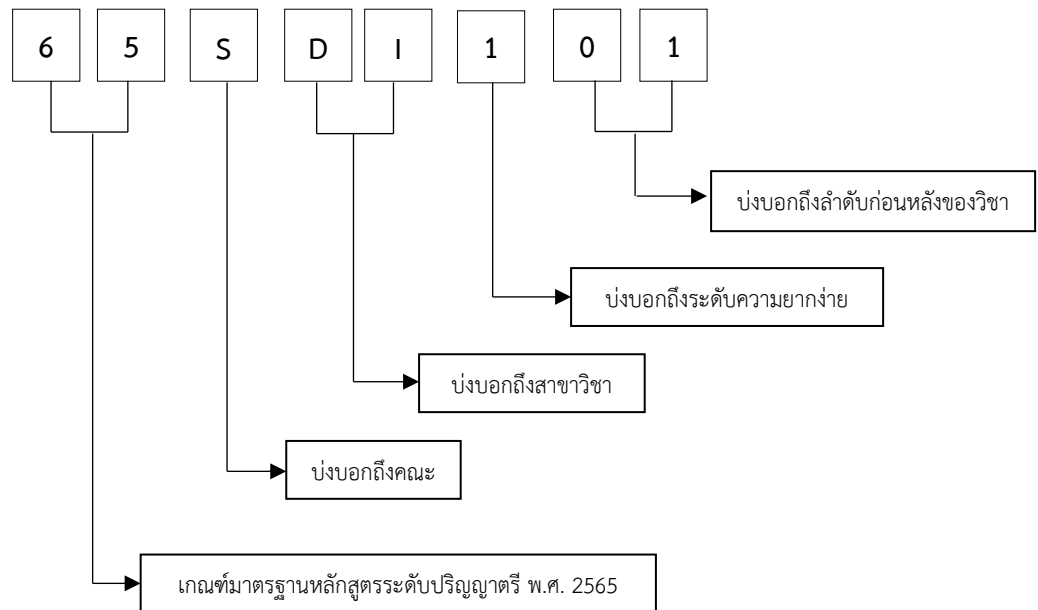 6 5 S D I 1 0 1
บ่งบอกถึงลำดับก่อนหลังของวิชา
บ่งบอกถึงระดับความยากง่าย
บ่งบอกถึงสาขาวิชา
บ่งบอกถึงคณะ
เกณฑ์มาตรฐานหลักสูตรระดับปริญญาตรี พ.ศ. 2565